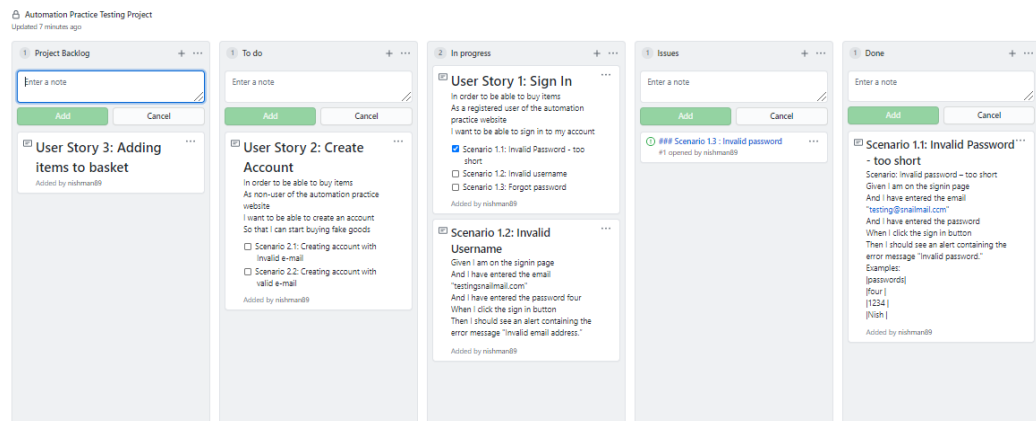 Automation Practice Testing Project
Updated 7 minutes ago
1 Project Backlog + ...
Enter a note
Add Cancel
User Story 3: Adding
items to basket
...
Added by nishman89
1 To do + ...
Enter a note
Add Cancel
User Story 2: Create
Account
...
In order to be able to buy items
As non-user of the automation practice
website
I want to be able to create an account
So that I can start buying fake goods
Scenario 2.1: Creating account with
Invalid e-mail
Scenario 2.2: Creating account with
valid e-mail
Added by nishman89
2 In progress + ...
User Story 1: Sign In
...
In order to be able to buy items
As a registered user of the automation
practice website
I want to be able to sign in to my account
Scenario 1.1: Invalid Password - too
short
Scenario 1.2: Invalid username
Scenario 1.3: Forgot password
Added by nishman89
Scenario 1.2: Invalid
Username
...
Given I am on the signin page
And I have entered the email
"testingsnailmail.com"
And I have entered the password four
When I click the sign in button
Then I should see an alert containing the
error message "Invalid email address."
Added by nishman89
1 Issues + ...
Enter a note
Add Cancel
### Scenario 1.3 : Invalid password
...
#1 opened by nishman89
1 Done + ...
Enter a note
Add Cancel
Scenario 1.1: Invalid Password
- too short
...
Scenario: Invalid password – too short
Given I am on the signin page
And I have entered the email
"testing@snailmail.com"
And I have entered the password
When I click the sign in button
Then I should see an alert containing the
error message "Invalid password."
Examples:
|passwords|
|four |
|1234 |
|Nish |
Added by nishman89